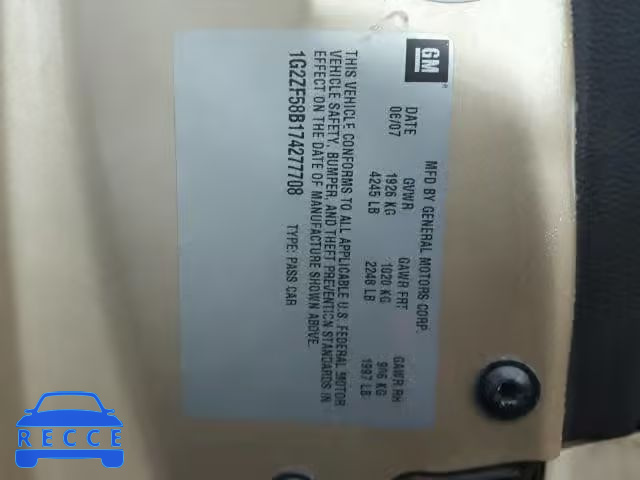 GM
®
MFD BY GENERAL MOTORS CORP.
DATE GVWR GAWR FRT GAWR RR
06/07 1926 KG 1020 KG 906 KG
4245 LB 2248 LB 1997 LB
THIS VEHICLE CONFORMS TO ALL APPLICABLE U.S. FEDERAL MOTOR
VEHICLE SAFETY, BUMPER, AND THEFT PREVENTION STANDARDS IN
EFFECT ON THE DATE OF MANUFACTURE SHOWN ABOVE.
1G2ZF58B174277708 TYPE: PASS CAR
RECCE